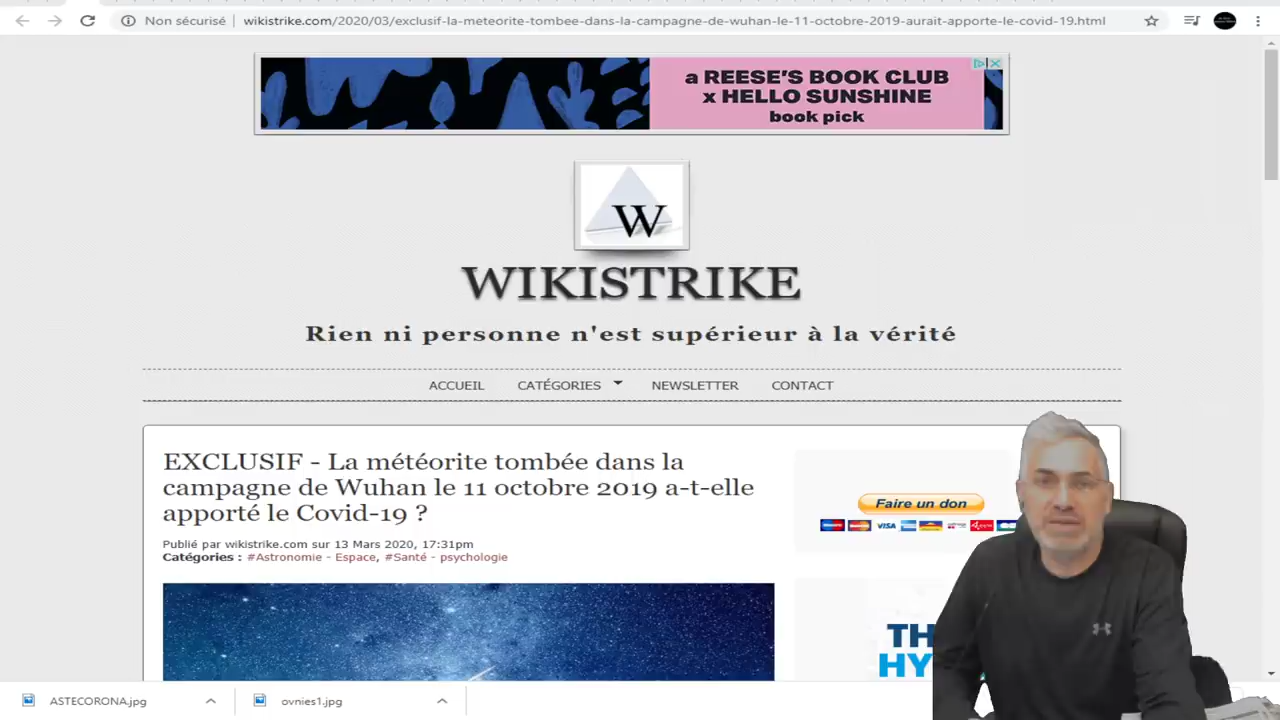 Non sécurisé | wikistrike.com/2020/03/exclusif-la-meteorite-tombee-dans-la-campagne-de-wuhan-le-11-octobre-2019-aurait-apporte-le-covid-19.html
a REESE'S BOOK CLUB
x HELLO SUNSHINE
book pick
W
WIKISTRIKE
Rien ni personne n'est supérieur à la vérité
ACCUEIL CATÉGORIES NEWSLETTER CONTACT
EXCLUSIF - La météorite tombée dans la
campagne de Wuhan le 11 octobre 2019 a-t-elle
apporté le Covid-19 ?
Publié par wikistrike.com sur 13 Mars 2020, 17:31pm
Catégories : #Astronomie - Espace, #Santé - psychologie
Faire un don
VISA
TH
HY
ASTECORONA.jpg
ovnies1.jpg